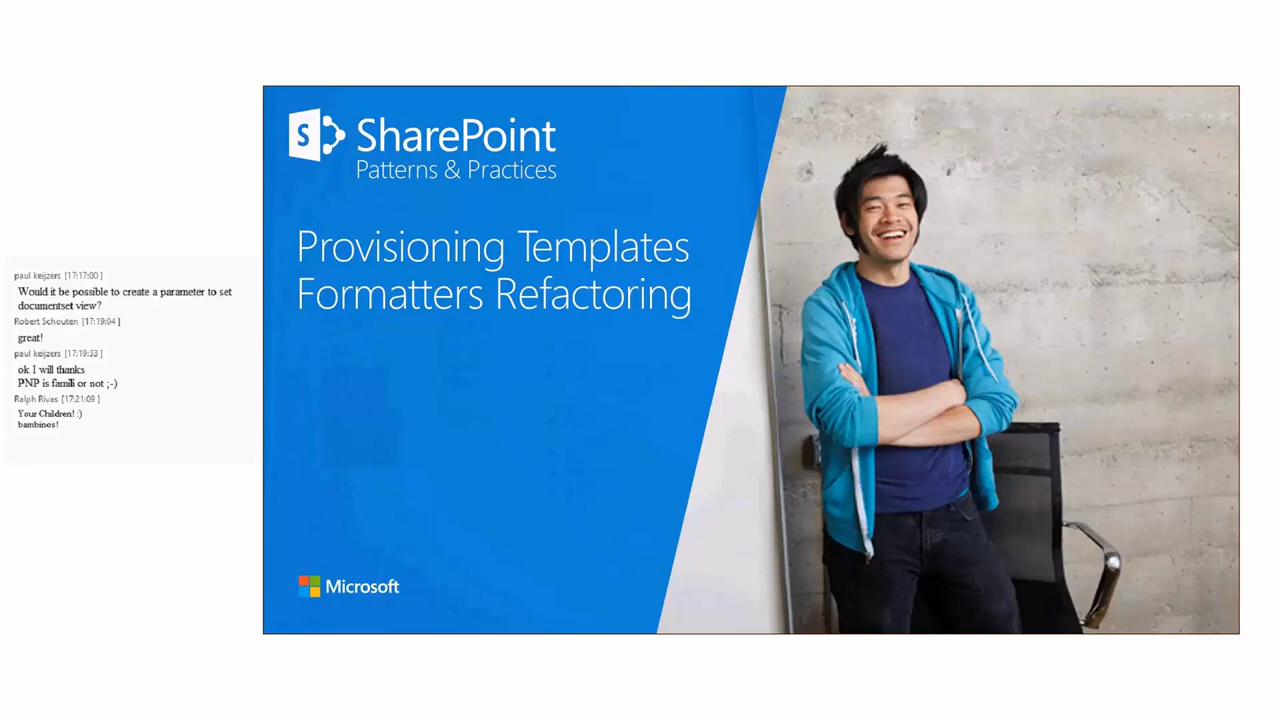 paul keijzers [17:17:00 ]
Would it be possible to create a parameter to set
documentset view?
Robert Schouten [17:19:04 ]
great!
paul keijzers [17:19:33 ]
ok I will thanks
PNP is famili or not ;-)
Ralph Rivas [17:21:09 ]
Your Children! :)
bambinos!
S
SharePoint
Patterns & Practices
Provisioning Templates
Formatters Refactoring
Microsoft